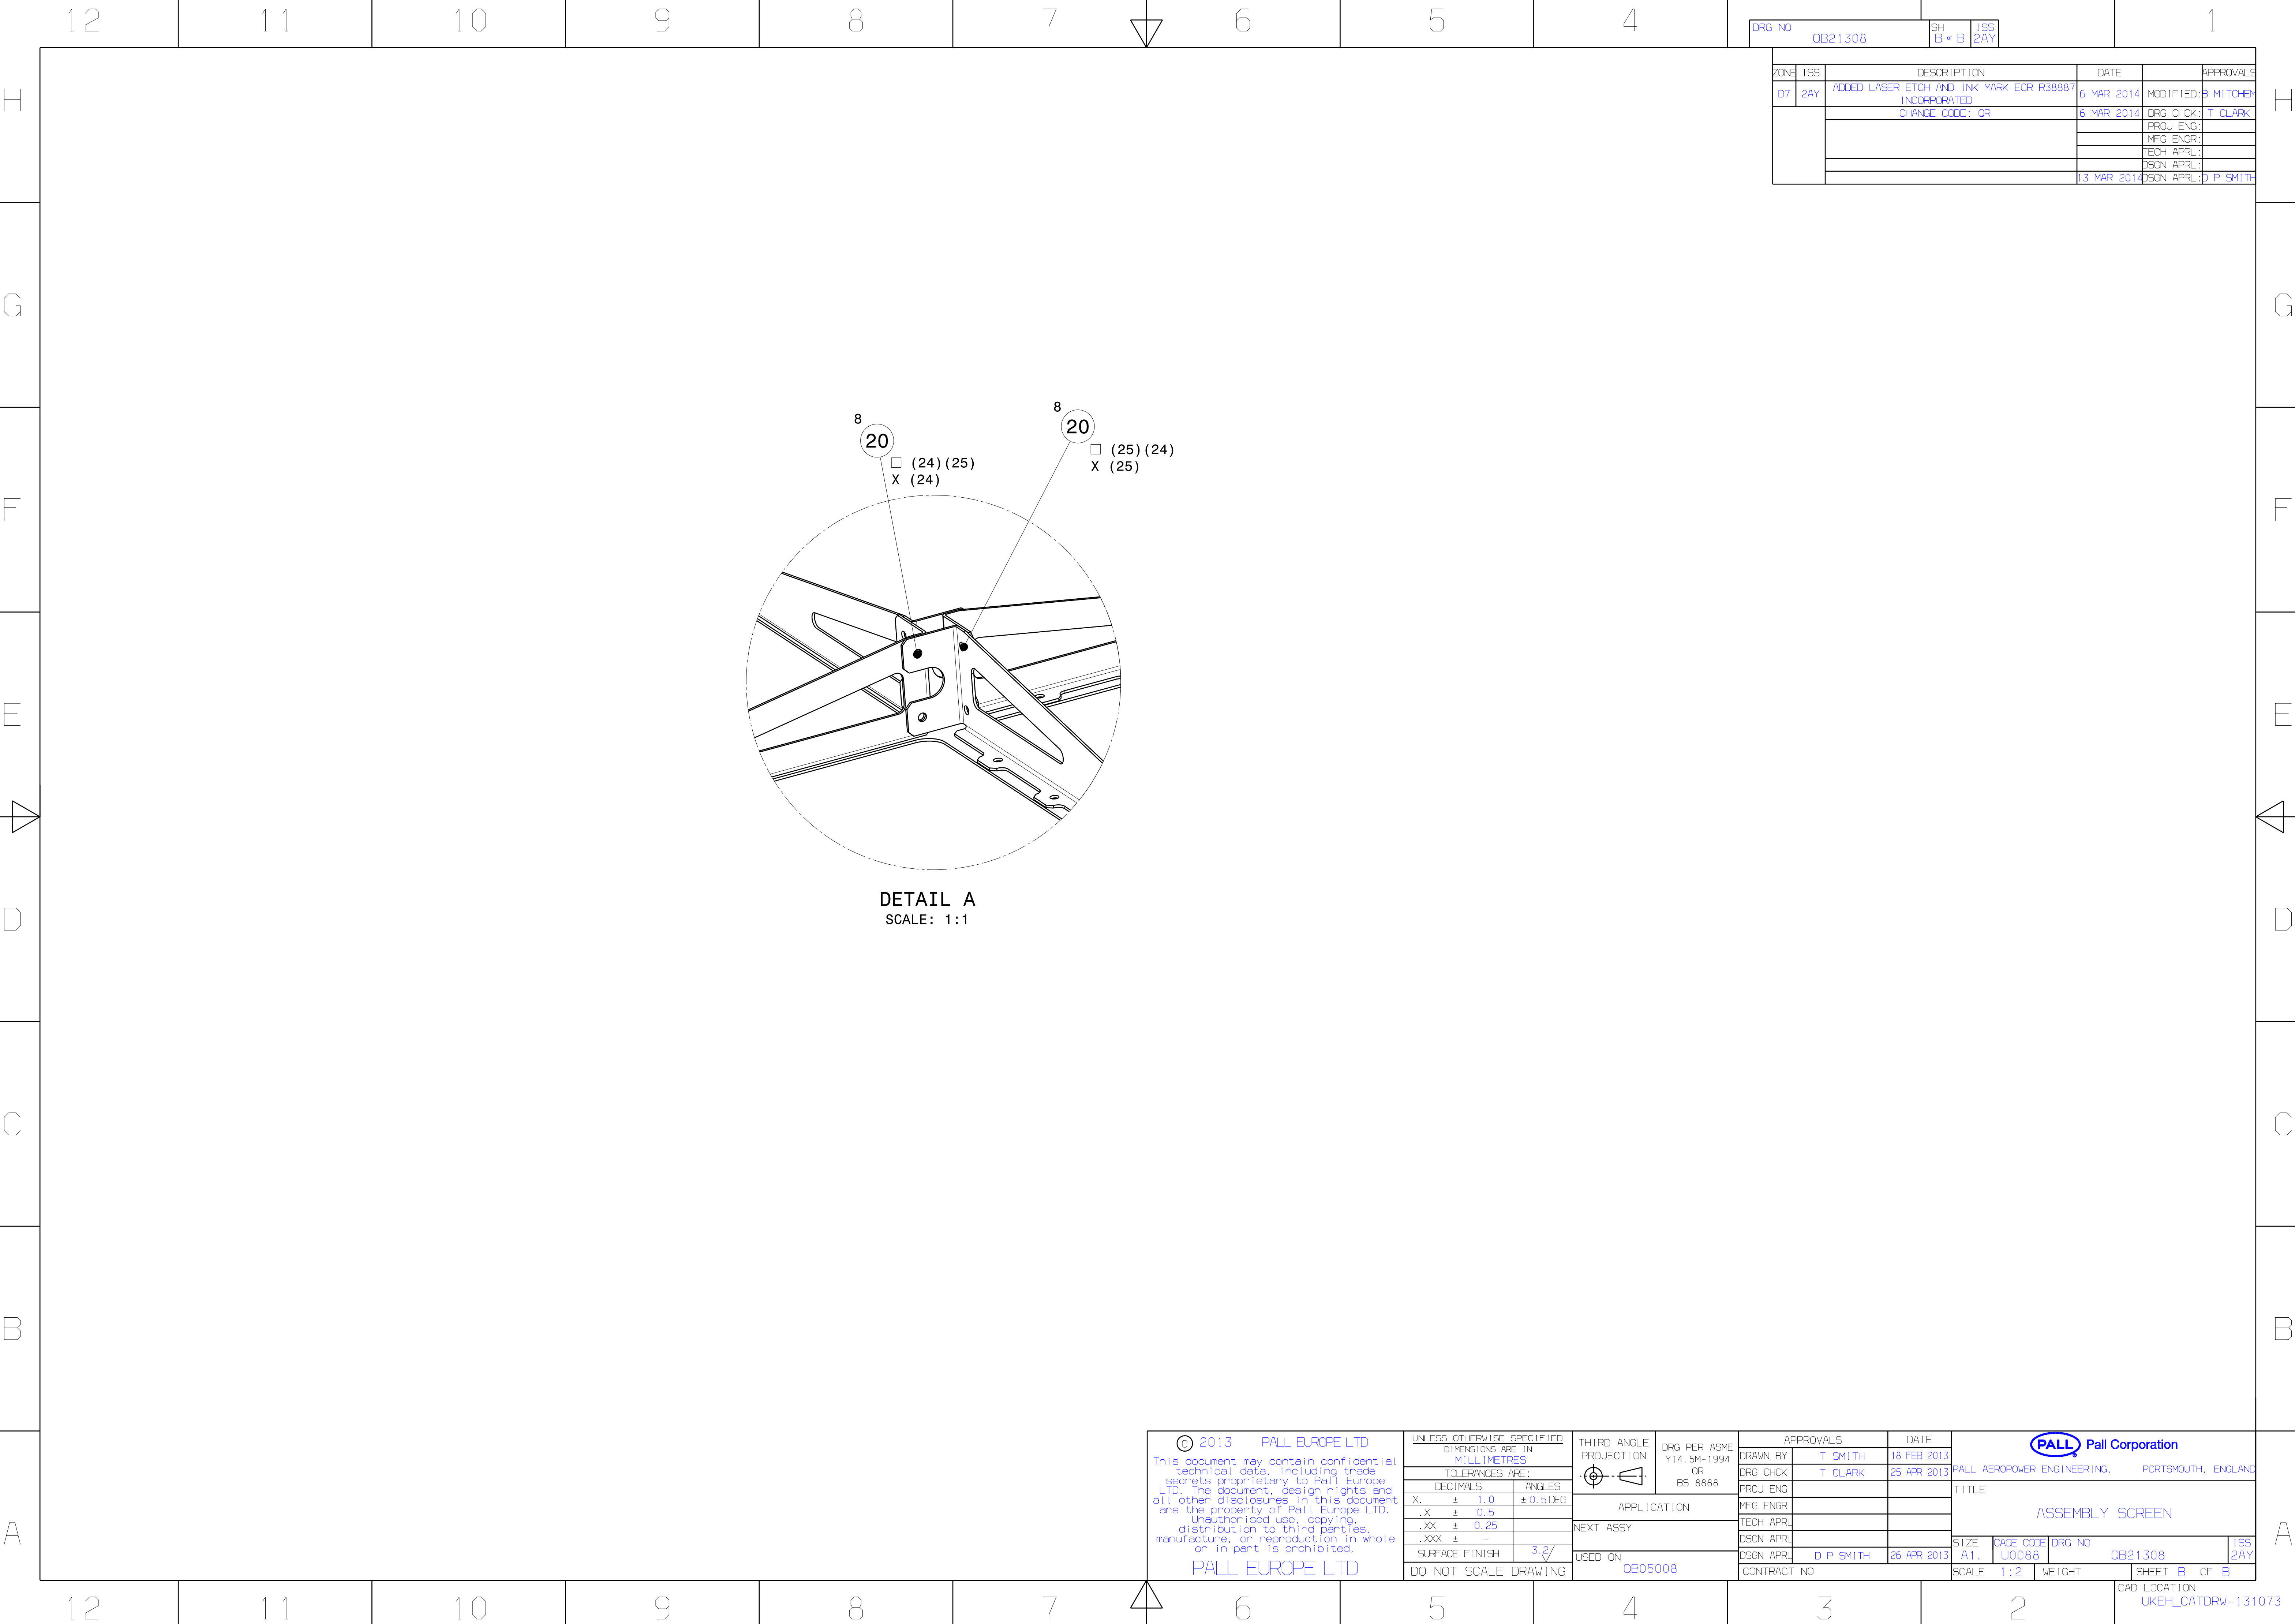 12 11 10 9 8 7 6 5 4 1
DRG NO QB21308 SH B OF B ISS 2AY
ZONE ISS DESCRIPTION DATE APPROVALS
D7 2AY ADDED LASER ETCH AND INK MARK ECR R38887 6 MAR 2014 MODIFIED: B MITCHEM
INCORPORATED
CHANGE CODE: QR 6 MAR 2014 DRG CHCK: T CLARK
PROJ ENG:
MFG ENGR:
TECH APRL:
DSGN APRL:
13 MAR 2014 DSGN APRL: D P SMITH
H H
G G
8
20
□ (24)(25)
X (24)
8
20
□ (25)(24)
X (25)
F F
E E
DETAIL A
SCALE: 1:1
D D
C C
B B
A A
© 2013 PALL EUROPE LTD
This document may contain confidential
technical data, including trade
secrets proprietary to Pall Europe
LTD. The document, design rights and
all other disclosures in this document
are the property of Pall Europe LTD.
Unauthorised use, copying,
distribution to third parties,
manufacture, or reproduction in whole
or in part is prohibited.
PALL EUROPE LTD
UNLESS OTHERWISE SPECIFIED
DIMENSIONS ARE IN
MILLIMETRES
TOLERANCES ARE:
DECIMALS ANGLES
X. ± 1.0 ± 0.5 DEG
.X ± 0.5
.XX ± 0.25
.XXX ± -
SURFACE FINISH 3.2
DO NOT SCALE DRAWING
THIRD ANGLE
PROJECTION
DRG PER ASME
Y14.5M-1994
OR
BS 8888
APPLICATION
NEXT ASSY
USED ON
QB05008
APPROVALS DATE
DRAWN BY T SMITH 18 FEB 2013
DRG CHCK T CLARK 25 APR 2013
PROJ ENG
MFG ENGR
TECH APRL
DSGN APRL
DSGN APRL D P SMITH 26 APR 2013
CONTRACT NO
PALL Pall Corporation
PALL AEROPOWER ENGINEERING, PORTSMOUTH, ENGLAND
TITLE
ASSEMBLY SCREEN
SIZE CAGE CODE DRG NO ISS
A1. U0088 QB21308 2AY
SCALE 1:2 WEIGHT SHEET B OF B
CAD LOCATION
UKEH_CATDRW-131073
12 11 10 9 8 7 6 5 4 3 2